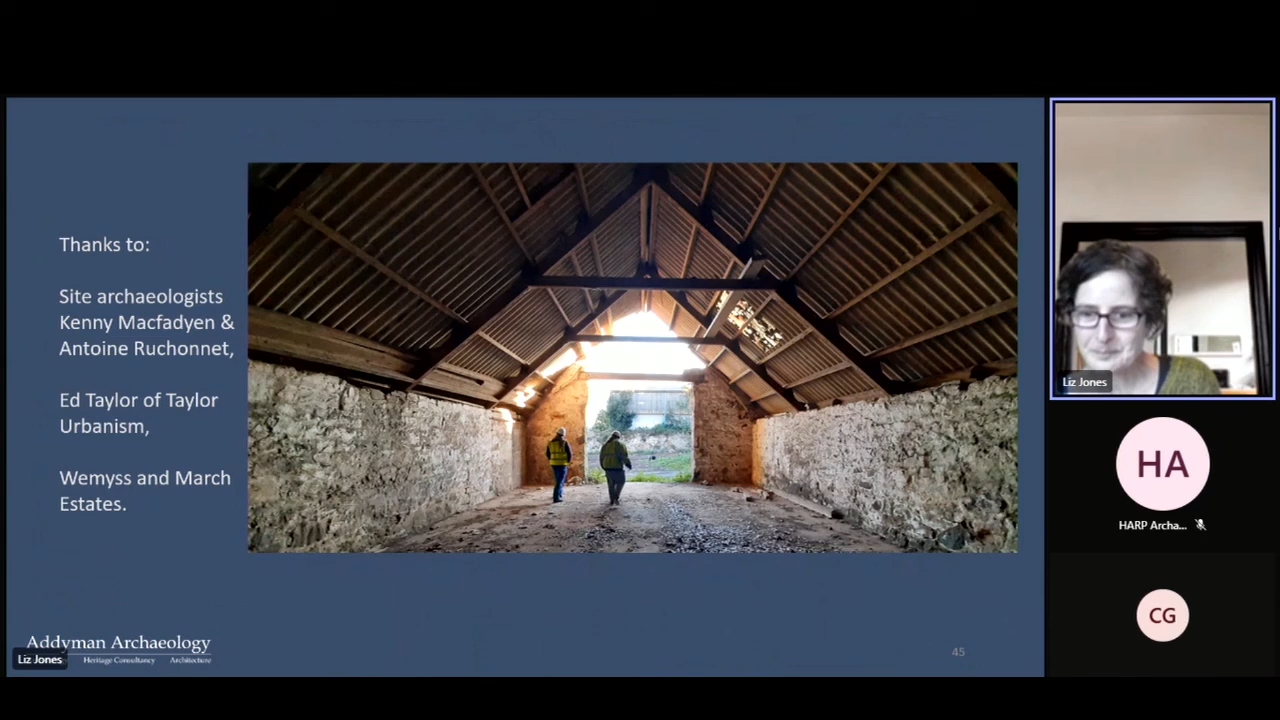 Thanks to:
Site archaeologists
Kenny Macfadyen &
Antoine Ruchonnet,
Ed Taylor of Taylor
Urbanism,
Wemyss and March
Estates.
Addyman Archaeology
Heritage Consultancy Architecture
Liz Jones
45
Liz Jones
HA
HARP Archa...
CG